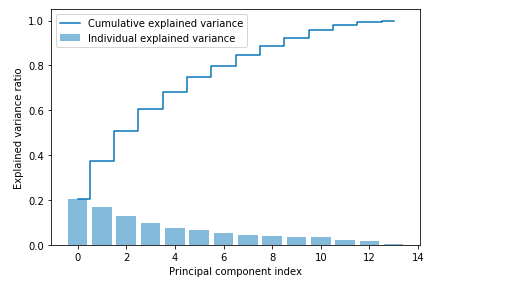 Cumulative explained variance
Individual explained variance
1.0
0.8
0.6
0.4
0.2
0.0
Explained variance ratio
0 2 4 6 8 10 12 14
Principal component index